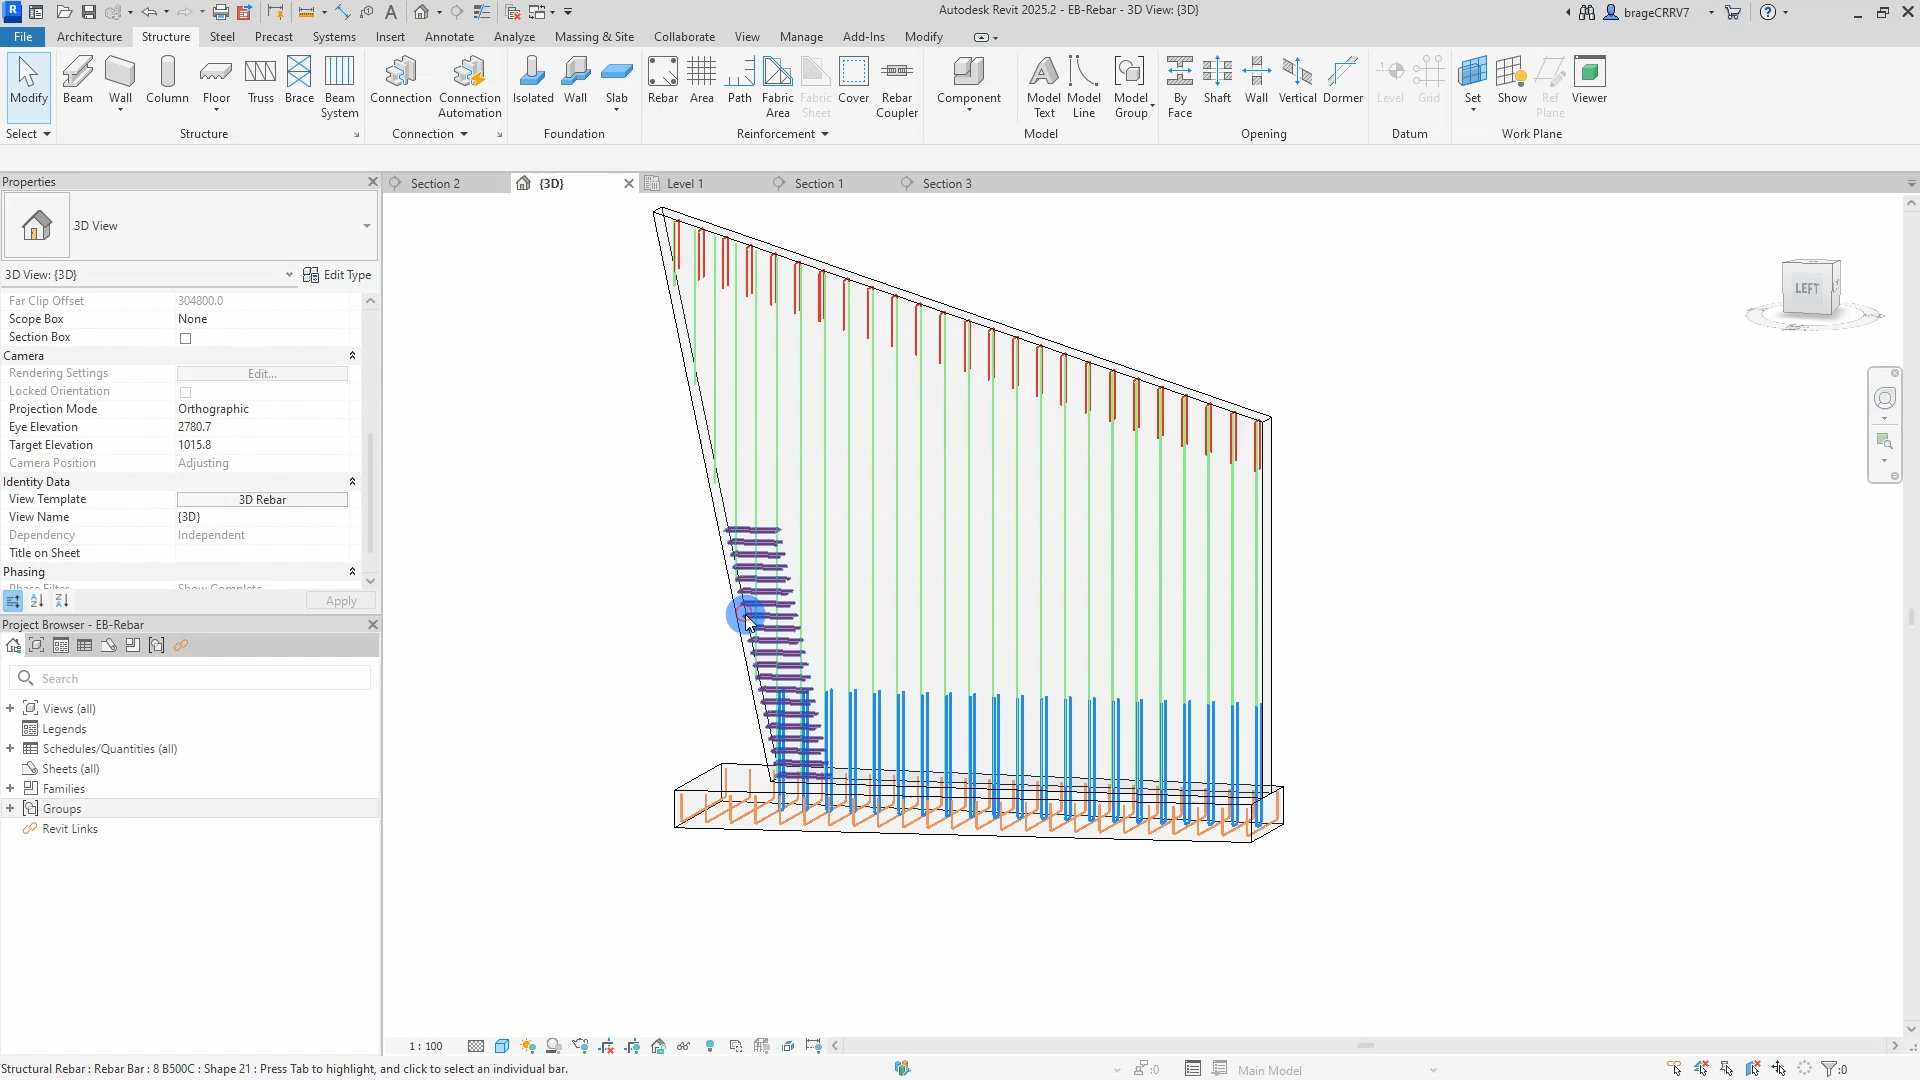 Autodesk Revit 2025.2 - EB-Rebar - 3D View: {3D}
brageCRRV7
File Architecture Structure Steel Precast Systems Insert Annotate Analyze Massing & Site Collaborate View Manage Add-Ins Modify
Modify
Beam Wall Column Floor Truss Brace Beam System
Connection Connection Automation
Isolated Wall Slab
Rebar Area Path Fabric Area Fabric Sheet Cover Rebar Coupler
Component
Model Text Model Line Model Group
By Face Shaft Wall Vertical Dormer
Level Grid
Set Show Ref Plane Viewer
Select Structure Connection Foundation Reinforcement Model Opening Datum Work Plane
Properties
Section 2 {3D} Level 1 Section 1 Section 3
3D View
3D View: {3D} Edit Type
Far Clip Offset 304800.0
Scope Box None
Section Box
Camera
Rendering Settings Edit...
Locked Orientation
Projection Mode Orthographic
Eye Elevation 2780.7
Target Elevation 1015.8
Camera Position Adjusting
Identity Data
View Template 3D Rebar
View Name {3D}
Dependency Independent
Title on Sheet
Phasing
Phase Filter Show Complete
Apply
LEFT
Project Browser - EB-Rebar
Search
Views (all)
Legends
Schedules/Quantities (all)
Sheets (all)
Families
Groups
Revit Links
1 : 100
Structural Rebar : Rebar Bar : 8 B500C : Shape 21 : Press Tab to highlight, and click to select an individual bar.
:0
Main Model
:0